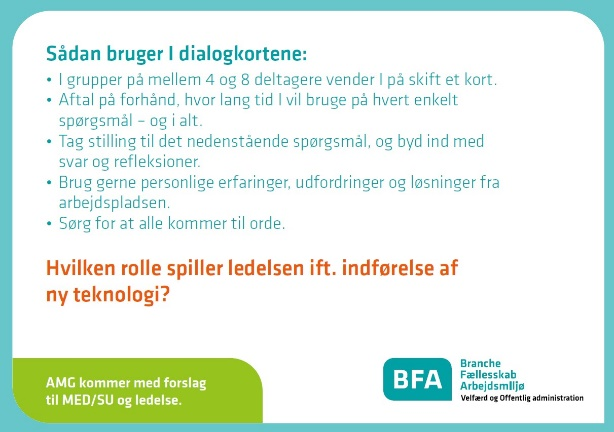 Sådan bruger I dialogkortene:
• I grupper på mellem 4 og 8 deltagere vender I på skift et kort.
• Aftal på forhånd, hvor lang tid I vil bruge på hvert enkelt
spørgsmål – og i alt.
• Tag stilling til det nedenstående spørgsmål, og byd ind med
svar og refleksioner.
• Brug gerne personlige erfaringer, udfordringer og løsninger fra
arbejdspladsen.
• Sørg for at alle kommer til orde.
Hvilken rolle spiller ledelsen ift. indførelse af
ny teknologi?
AMG kommer med forslag
til MED/SU og ledelse.
BFA
Branche
Fællesskab
Arbejdsmiljø
Velfærd og Offentlig administration